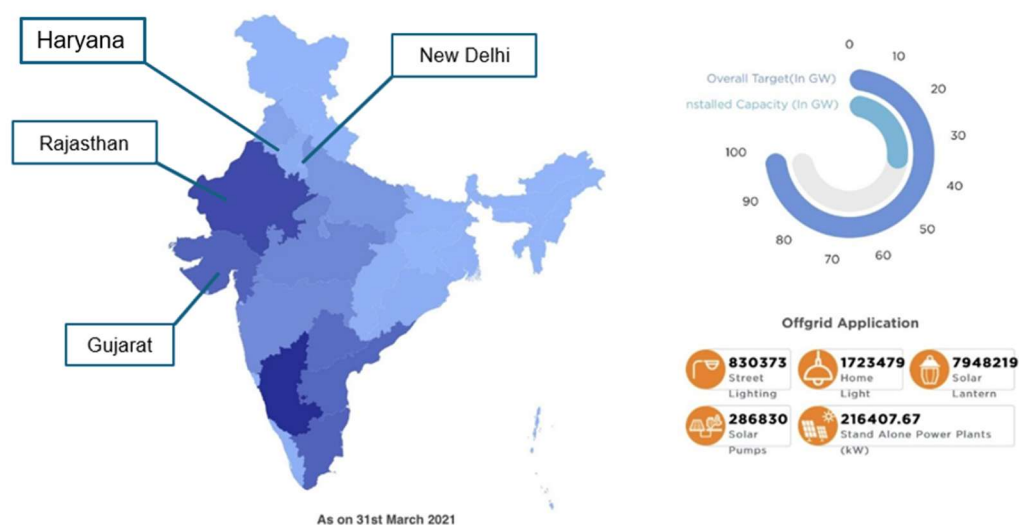 Haryana
New Delhi
Rajasthan
Gujarat
As on 31st March 2021
Overall Target(In GW)
nstalled Capacity (In GW)
0
10
20
30
40
50
60
70
80
90
100
Offgrid Application
830373
Street
Lighting
1723479
Home
Light
7948219
Solar
Lantern
286830
Solar
Pumps
216407.67
Stand Alone Power Plants
(kW)